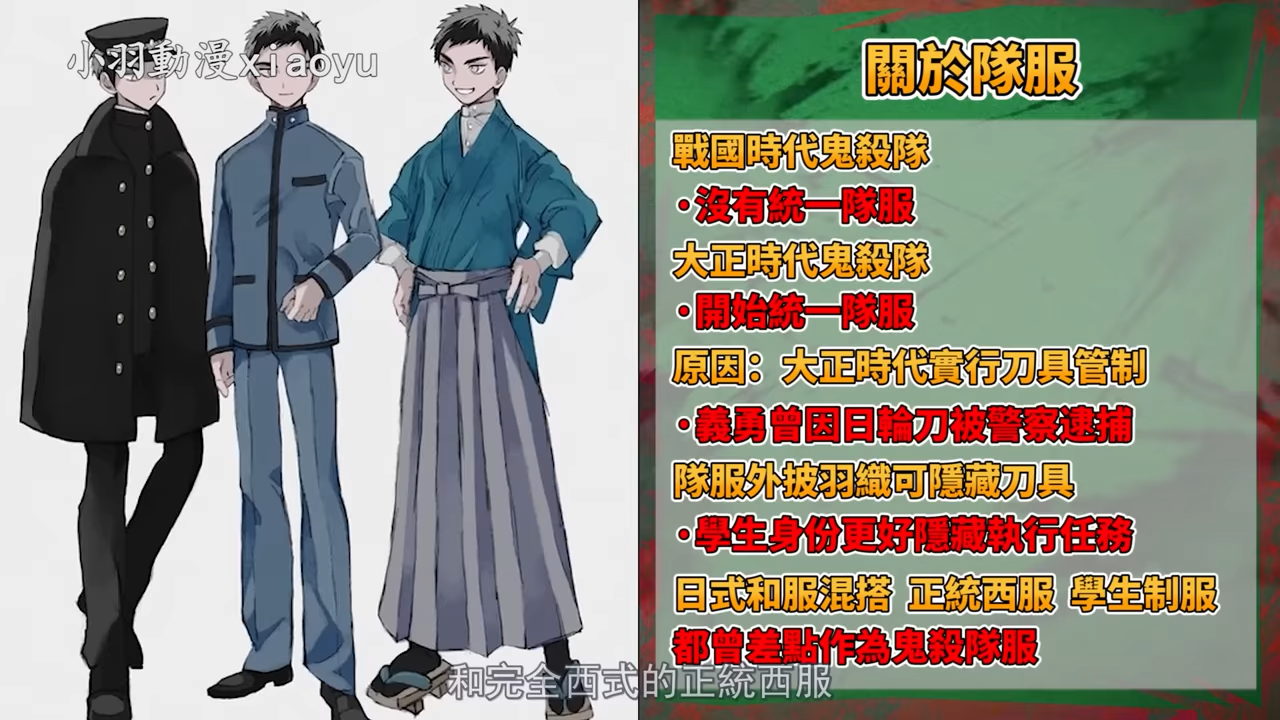 小羽動漫xiaoyu
關於隊服
戰國時代鬼殺隊
·沒有統一隊服
大正時代鬼殺隊
·開始統一隊服
原因：大正時代實行刀具管制
·義勇曾因日輪刀被警察逮捕
隊服外披羽織可隱藏刀具
·學生身份更好隱藏執行任務
日式和服混搭 正統西服 學生制服
都曾差點作為鬼殺隊服
和完全西式的正統西服